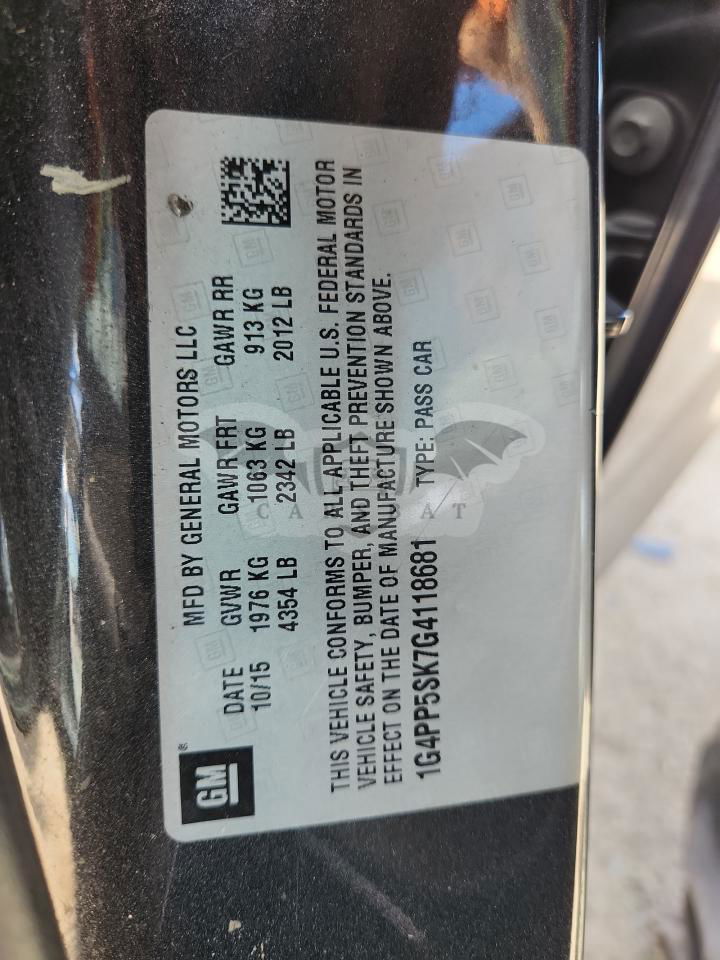 GM®
MFD BY GENERAL MOTORS LLC
DATE GVWR GAWR FRT GAWR RR
10/15 1976 KG 1063 KG 913 KG
4354 LB 2342 LB 2012 LB
THIS VEHICLE CONFORMS TO ALL APPLICABLE U.S. FEDERAL MOTOR
VEHICLE SAFETY, BUMPER, AND THEFT PREVENTION STANDARDS IN
EFFECT ON THE DATE OF MANUFACTURE SHOWN ABOVE.
1G4PP5SK7G4118681 TYPE: PASS CAR